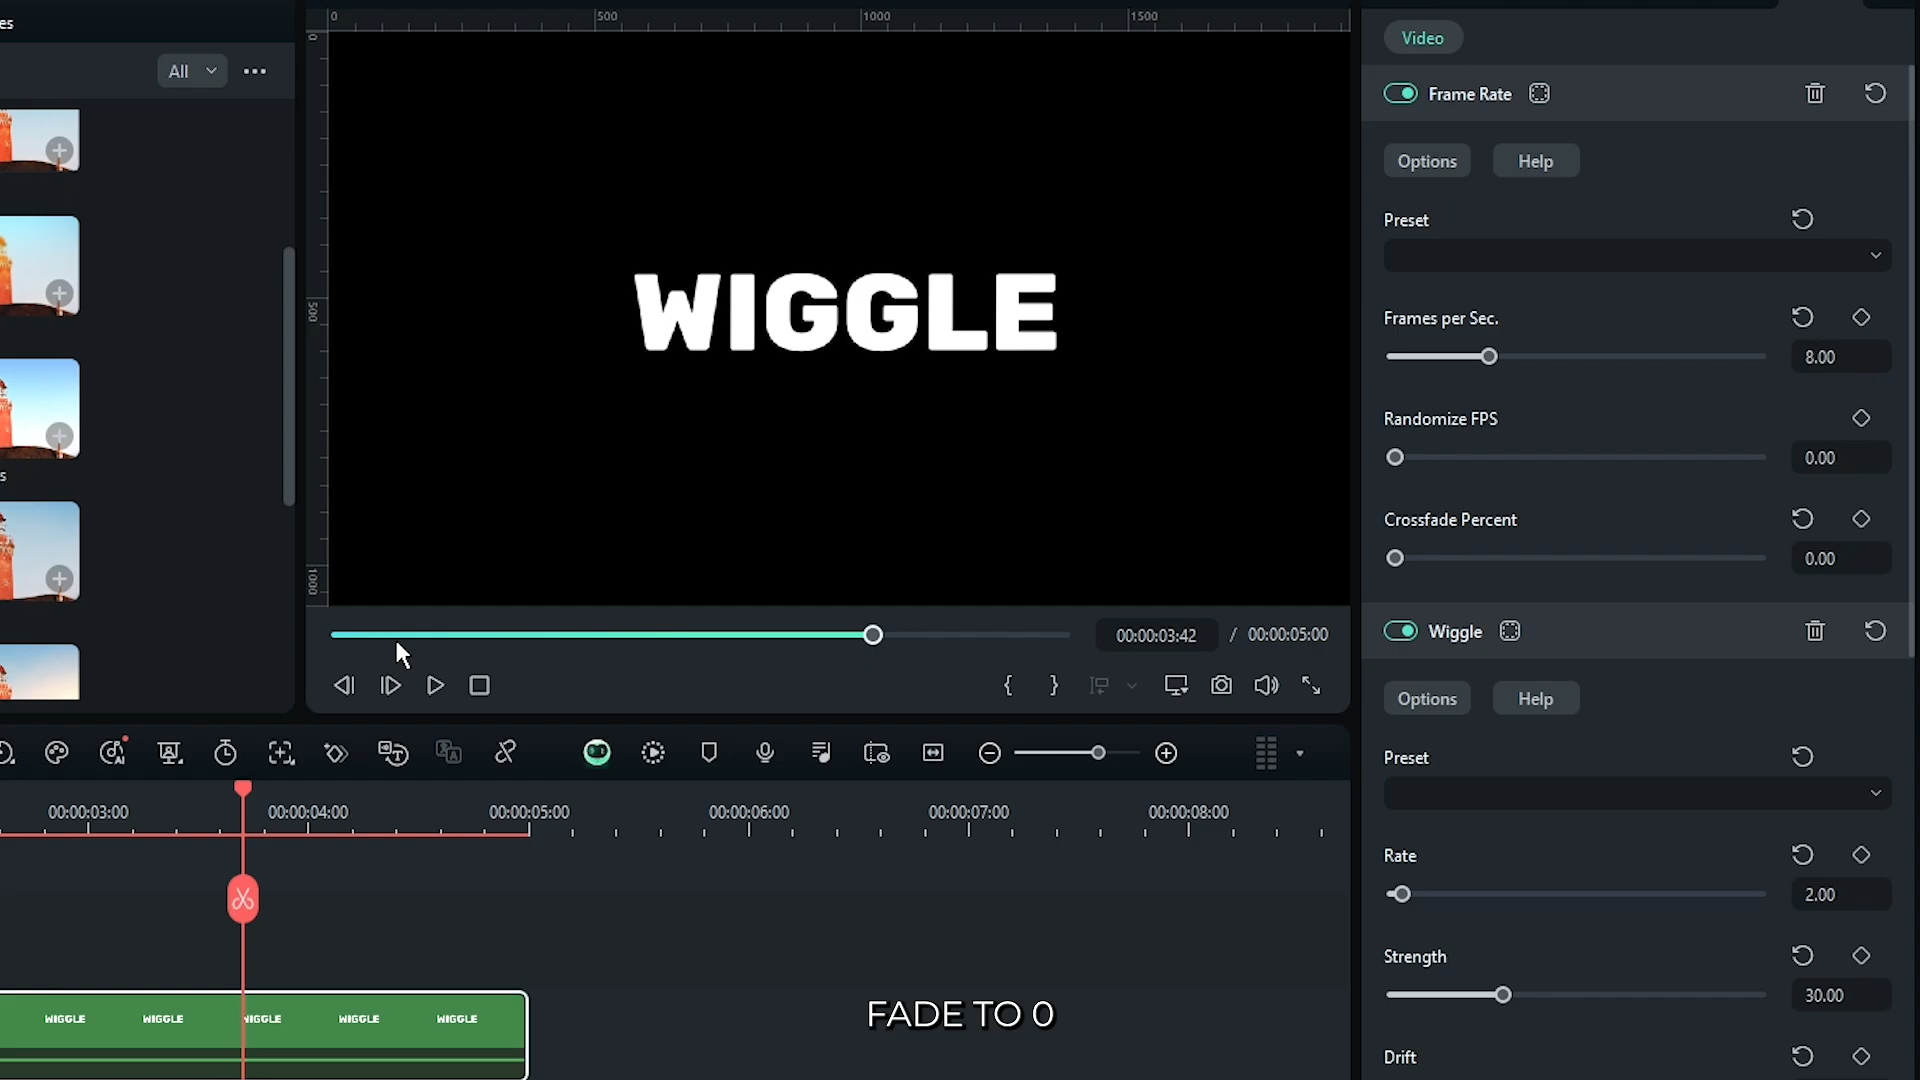 es
All
0
500
1000
1500
0
500
1000
Video
Frame Rate
Options
Help
Preset
Frames per Sec.
8.00
Randomize FPS
0.00
Crossfade Percent
0.00
WIGGLE
s
00:00:03:42 / 00:00:05:00
Wiggle
Options
Help
Preset
Rate
2.00
Strength
30.00
Drift
00:00:03:00
00:00:04:00
00:00:05:00
00:00:06:00
00:00:07:00
00:00:08:00
WIGGLE WIGGLE WIGGLE WIGGLE WIGGLE
FADE TO 0